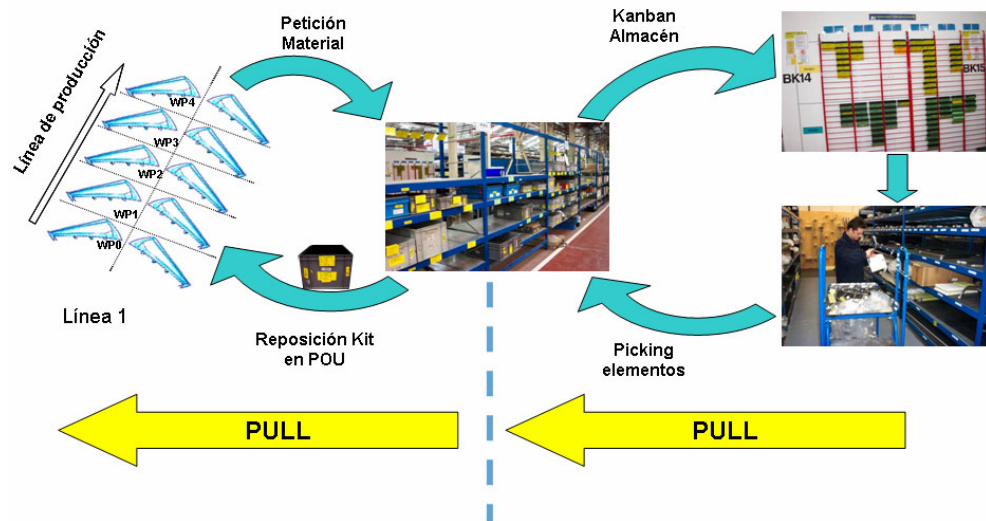 Petición
Material
Kanban
Almacén
Línea de producción
WP4
WP3
WP2
WP1
WP0
BK14
BK15
Línea 1
Reposición Kit
en POU
Picking
elementos
PULL
PULL